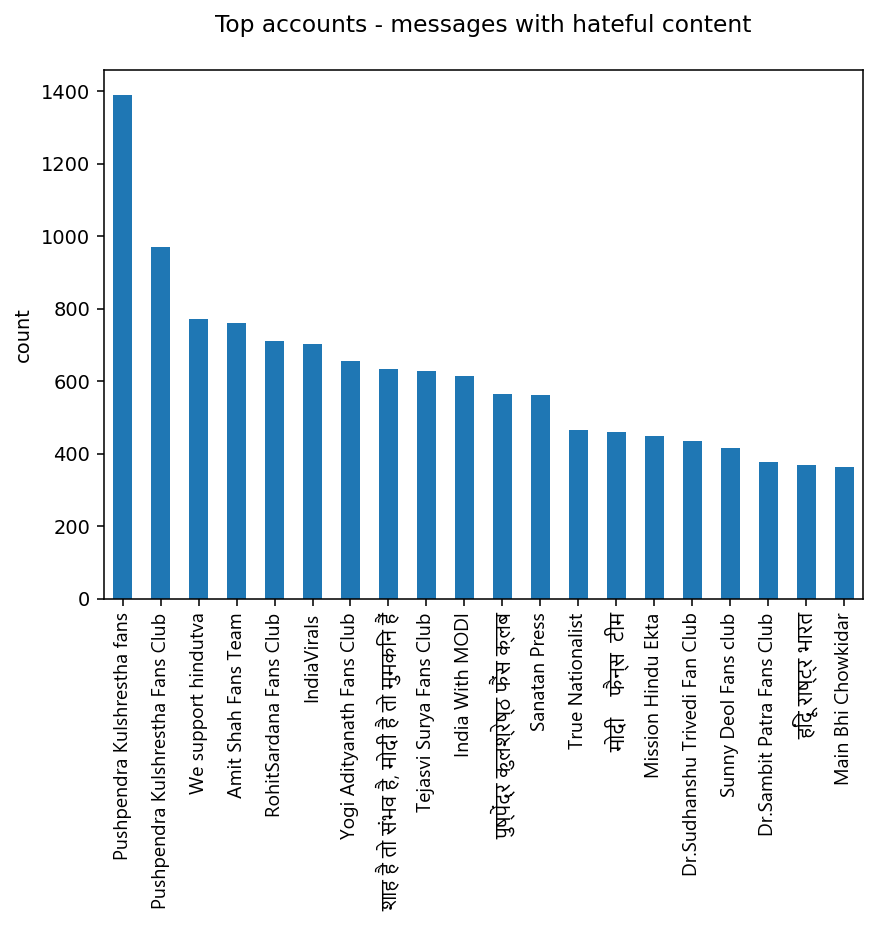 Top accounts - messages with hateful content
count
1400
1200
1000
800
600
400
200
0
Pushpendra Kulshrestha fans
Pushpendra Kulshrestha Fans Club
We support hindutva
Amit Shah Fans Team
RohitSardana Fans Club
IndiaVirals
Yogi Adityanath Fans Club
शाह है तो संभव है, मोदी है तो मुमकिन है
Tejasvi Surya Fans Club
India With MODI
पुष्पेंद्र कुलश्रेष्ठ फैंस क्लब
Sanatan Press
True Nationalist
मोदी फैन्स टीम
Mission Hindu Ekta
Dr.Sudhanshu Trivedi Fan Club
Sunny Deol Fans club
Dr.Sambit Patra Fans Club
हिंदू राष्ट्र भारत
Main Bhi Chowkidar